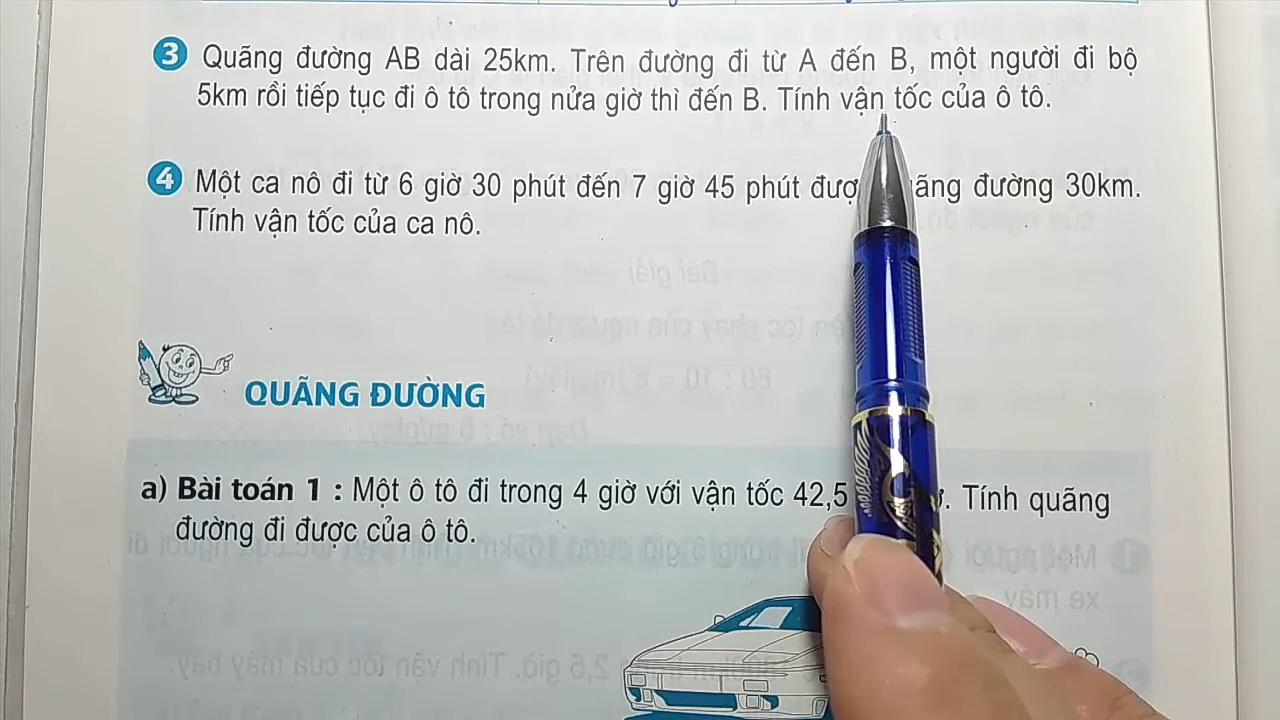 3 Quãng đường AB dài 25km. Trên đường đi từ A đến B, một người đi bộ
5km rồi tiếp tục đi ô tô trong nửa giờ thì đến B. Tính vận tốc của ô tô.
4 Một ca nô đi từ 6 giờ 30 phút đến 7 giờ 45 phút đượ ãng đường 30km.
Tính vận tốc của ca nô.
QUÃNG ĐƯỜNG
a) Bài toán 1 : Một ô tô đi trong 4 giờ với vận tốc 42,5 . Tính quãng
đường đi được của ô tô.